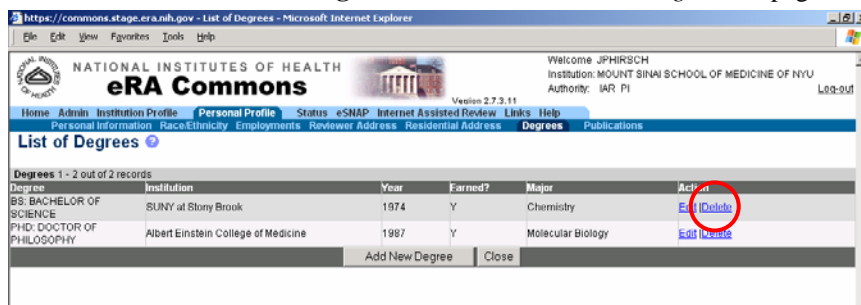 https://commons.stage.era.nih.gov - List of Degrees - Microsoft Internet Explorer
File Edit View Favorites Tools Help
NATIONAL INSTITUTES OF HEALTH
eRA Commons
Version 2.7.3.11
Welcome JPHIRSCH
Institution: MOUNT SINAI SCHOOL OF MEDICINE OF NYU
Authority: IAR PI
Log-out
Home Admin Institution Profile Personal Profile Status eSNAP Internet Assisted Review Links Help
Personal Information Race/Ethnicity Employments Reviewer Address Residential Address Degrees Publications
List of Degrees ?
Degrees 1 - 2 out of 2 records
Degree Institution Year Earned? Major Action
BS: BACHELOR OF SCIENCE SUNY at Stony Brook 1974 Y Chemistry Edit |Delete
PHD: DOCTOR OF PHILOSOPHY Albert Einstein College of Medicine 1987 Y Molecular Biology Edit |Delete
Add New Degree Close